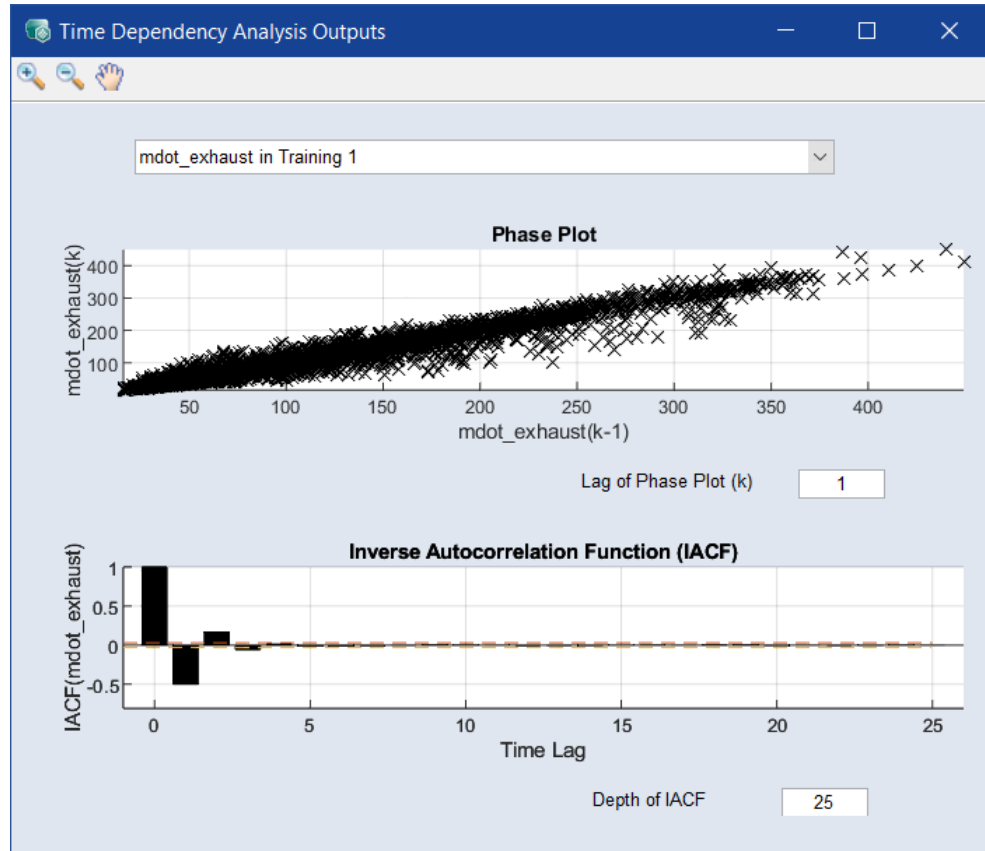 Time Dependency Analysis Outputs
mdot_exhaust in Training 1
Phase Plot
mdot_exhaust(k)
400
300
200
100
50 100 150 200 250 300 350 400
mdot_exhaust(k-1)
Lag of Phase Plot (k) 1
Inverse Autocorrelation Function (IACF)
IACF(mdot_exhaust)
1
0.5
0
-0.5
0 5 10 15 20 25
Time Lag
Depth of IACF 25